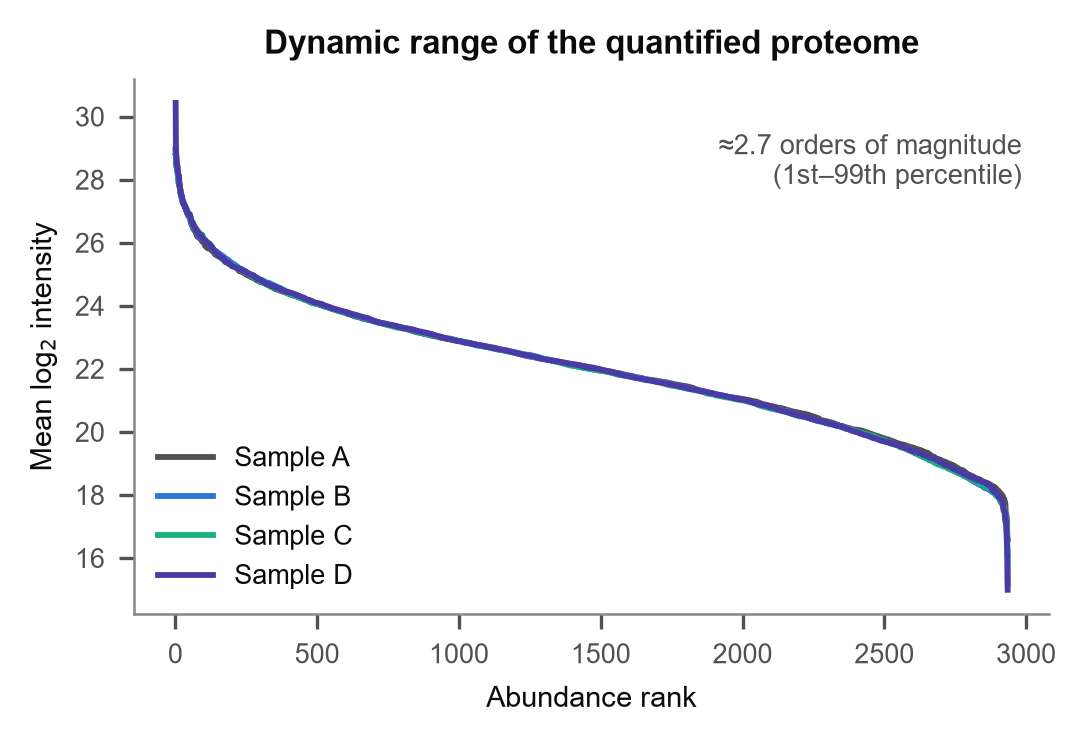 Dynamic range of the quantified proteome
≈2.7 orders of magnitude
(1st–99th percentile)
Mean log₂ intensity
30
28
26
24
22
20
18
16
Sample A
Sample B
Sample C
Sample D
0 500 1000 1500 2000 2500 3000
Abundance rank